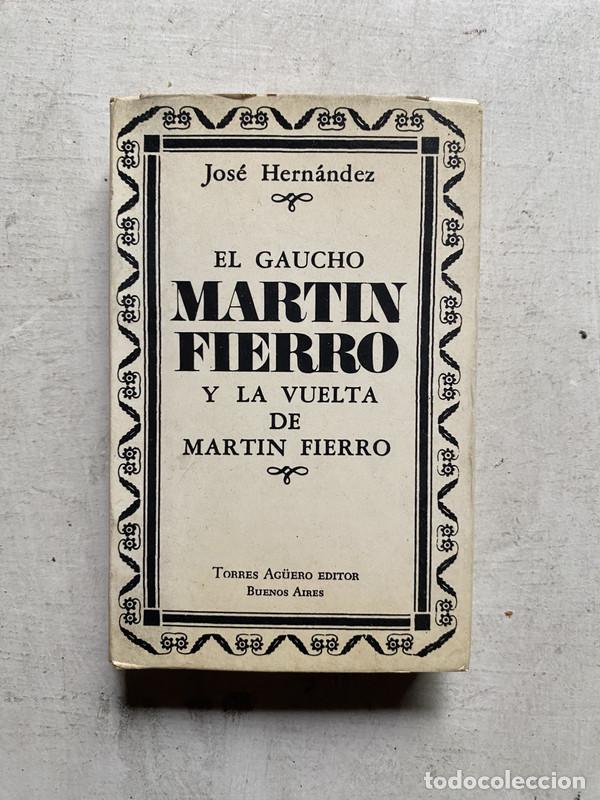 José Hernández
EL GAUCHO
MARTIN
FIERRO
Y LA VUELTA
DE
MARTIN FIERRO
TORRES AGÜERO EDITOR
BUENOS AIRES
todocoleccion